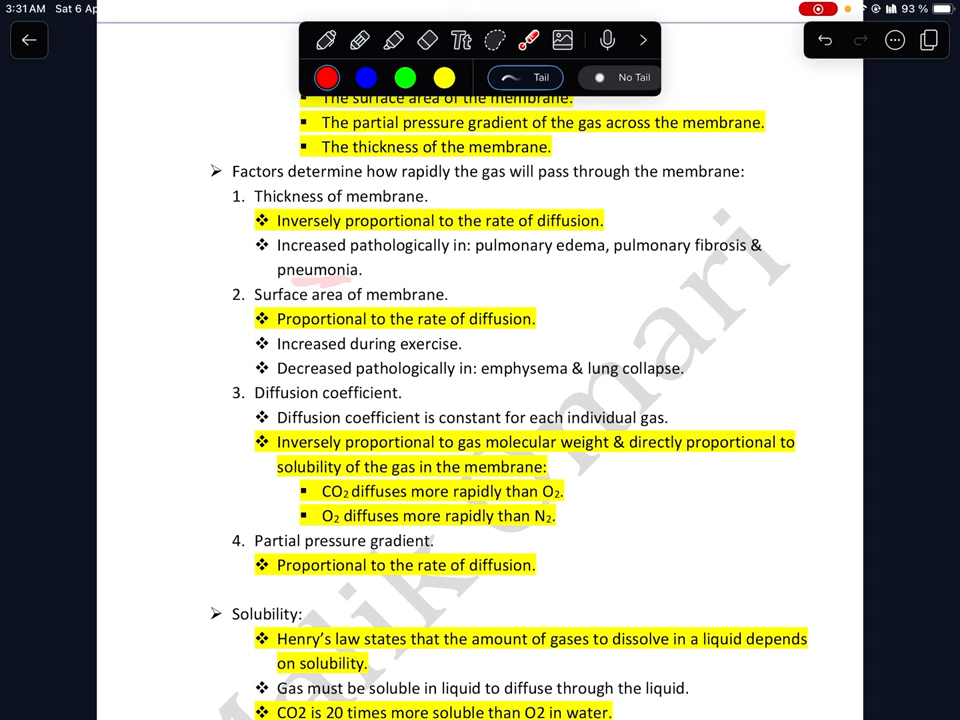 3:31 AM Sat 6 Ap
93 %
Tt
Tail
No Tail
▪ The surface area of the membrane.
▪ The partial pressure gradient of the gas across the membrane.
▪ The thickness of the membrane.
➢ Factors determine how rapidly the gas will pass through the membrane:
1. Thickness of membrane.
❖ Inversely proportional to the rate of diffusion.
❖ Increased pathologically in: pulmonary edema, pulmonary fibrosis &
pneumonia.
2. Surface area of membrane.
❖ Proportional to the rate of diffusion.
❖ Increased during exercise.
❖ Decreased pathologically in: emphysema & lung collapse.
3. Diffusion coefficient.
❖ Diffusion coefficient is constant for each individual gas.
❖ Inversely proportional to gas molecular weight & directly proportional to
solubility of the gas in the membrane:
▪ CO₂ diffuses more rapidly than O₂.
▪ O₂ diffuses more rapidly than N₂.
4. Partial pressure gradient.
❖ Proportional to the rate of diffusion.
➢ Solubility:
❖ Henry's law states that the amount of gases to dissolve in a liquid depends
on solubility.
❖ Gas must be soluble in liquid to diffuse through the liquid.
❖ CO2 is 20 times more soluble than O2 in water.